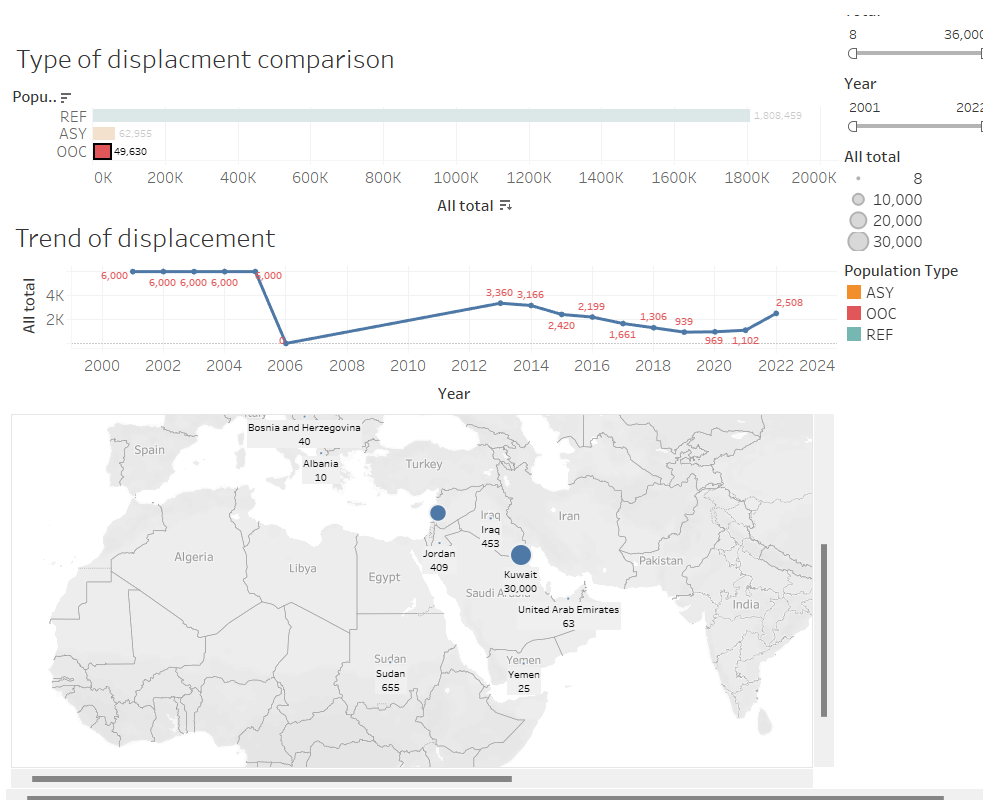 8 36,000
Type of displacment comparison
Year
Popu..
2001 2022
REF 1,808,459
ASY 62,955
OOC 49,630
All total
0K 200K 400K 600K 800K 1000K 1200K 1400K 1600K 1800K 2000K
8
10,000
All total
20,000
30,000
Trend of displacement
Population Type
ASY
OOC
REF
All total
4K
2K
6,000 6,000 6,000 6,000 6,000 0 3,360 3,166 2,420 2,199 1,661 1,306 939 969 1,102 2,508
2000 2002 2004 2006 2008 2010 2012 2014 2016 2018 2020 2022 2024
Year
Italy
Bosnia and Herzegovina
40
Spain
Albania
10
Turkey
Iraq
Iraq
453
Iran
Jordan
409
Algeria
Libya
Egypt
Pakistan
Kuwait
30,000
Saudi Arabia
United Arab Emirates
63
India
Sudan
Sudan
655
Yemen
Yemen
25